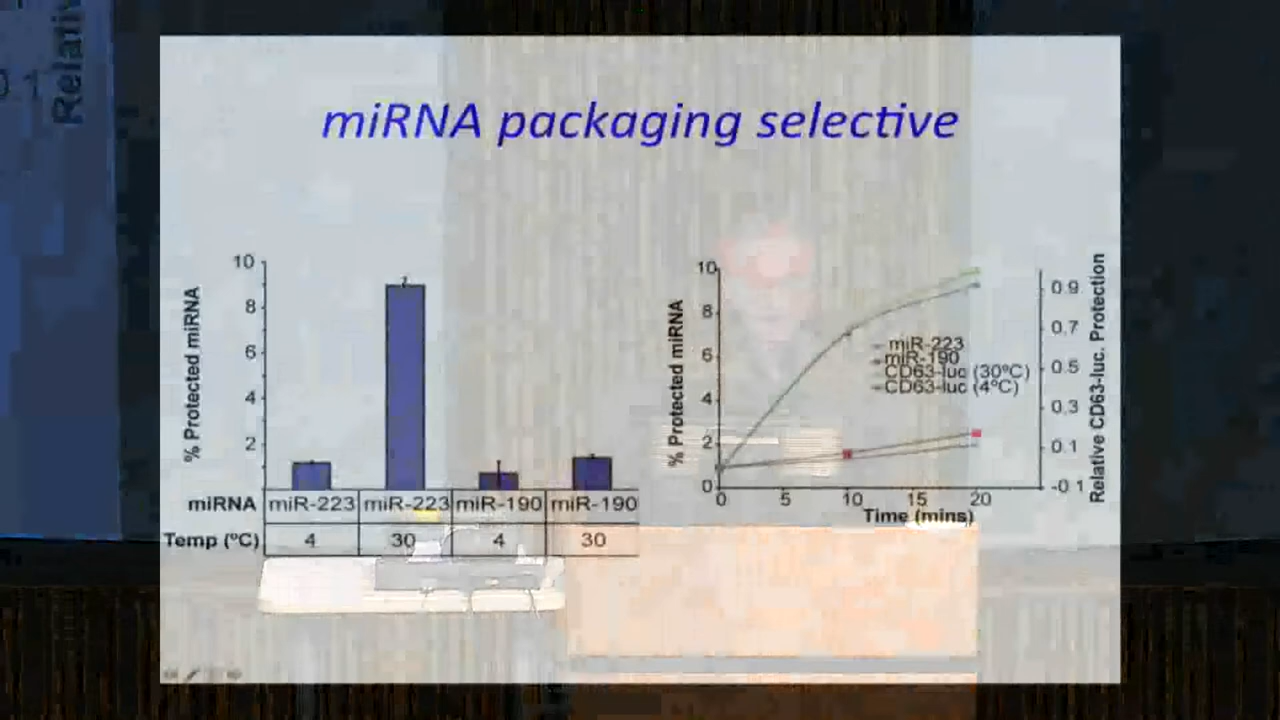 Relativ
0 1
miRNA packaging selective
% Protected miRNA
10
8
6
4
2
miRNA miR-223 miR-223 miR-190 miR-190
Temp (ºC) 4 30 4 30
% Protected miRNA
10
8
6
4
2
0
0 5 10 15 20
Time (mins)
miR-223
miR-190
CD63-luc (30ºC)
CD63-luc (4ºC)
0.9
0.7
0.5
0.3
0.1
-0 1
Relative CD63-luc. Protection